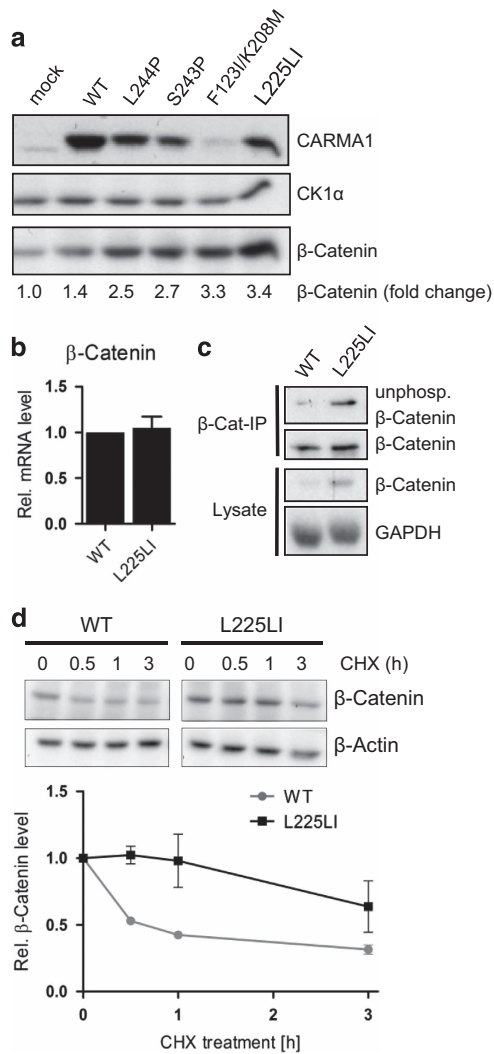 a
mock WT L244P S243P F123I/K208M L225LI
CARMA1
CK1α
β-Catenin
1.0 1.4 2.5 2.7 3.3 3.4 β-Catenin (fold change)
b
β-Catenin
Rel. mRNA level
1.5
1.0
0.5
0.0
WT L225LI
c
WT L225LI
β-Cat-IP
unphosp.
β-Catenin
β-Catenin
Lysate
β-Catenin
GAPDH
d
WT L225LI
0 0.5 1 3 0 0.5 1 3 CHX (h)
β-Catenin
β-Actin
Rel. β-Catenin level
1.5
1.0
0.5
0
WT
L225LI
0 1 2 3
CHX treatment [h]